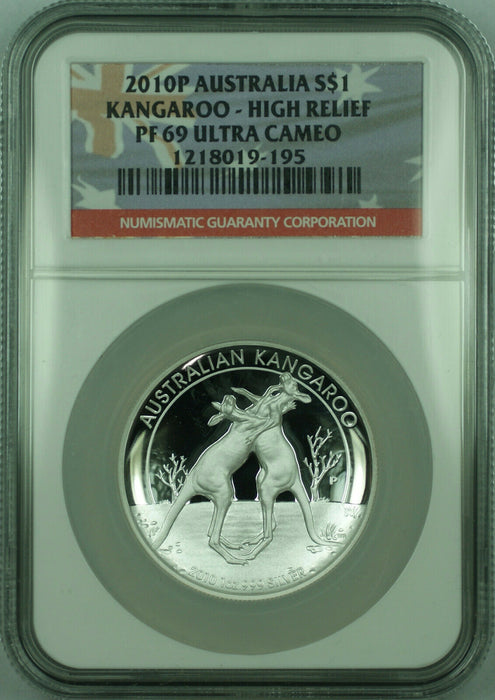 2010P AUSTRALIA S$1
KANGAROO - HIGH RELIEF
PF 69 ULTRA CAMEO
1218019-195
NUMISMATIC GUARANTY CORPORATION
AUSTRALIAN KANGAROO
P
2010 1oz 999 SILVER